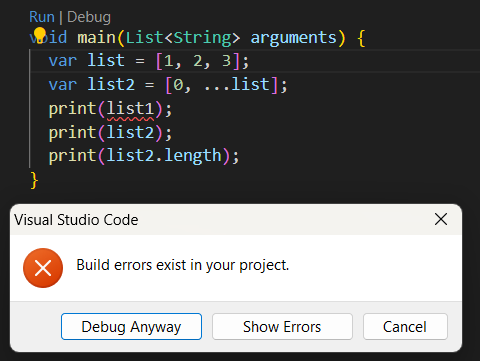 Run | Debug
void main(List<String> arguments) {
var list = [1, 2, 3];
var list2 = [0, ...list];
print(list1);
print(list2);
print(list2.length);
}
Visual Studio Code
Build errors exist in your project.
Debug Anyway
Show Errors
Cancel